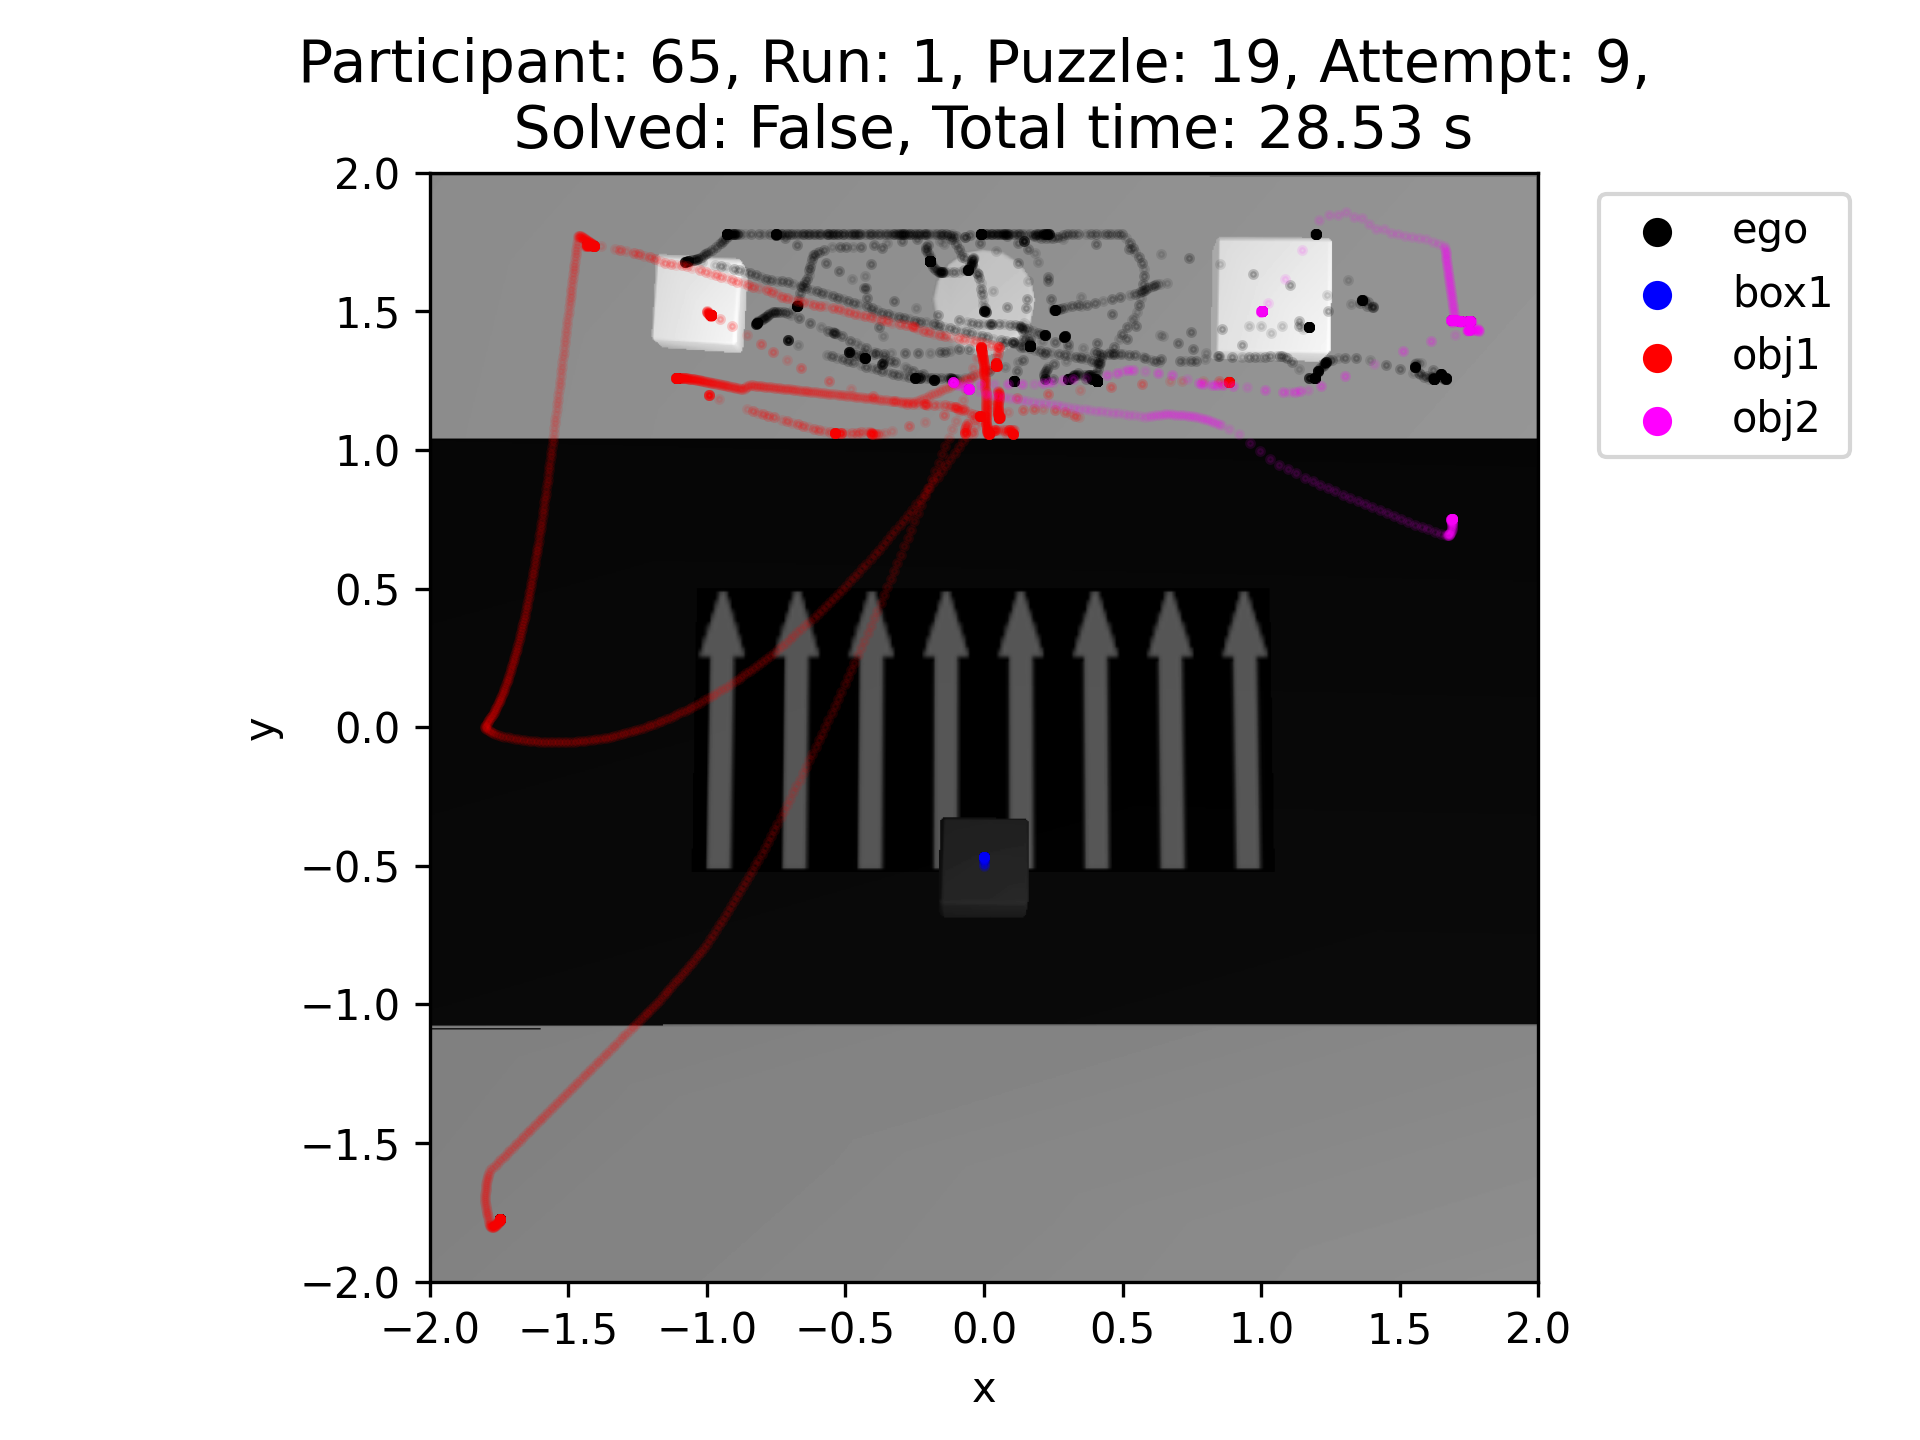 Participant: 65, Run: 1, Puzzle: 19, Attempt: 9,
Solved: False, Total time: 28.53 s
ego
box1
obj1
obj2
2.0
1.5
1.0
0.5
0.0
−0.5
−1.0
−1.5
−2.0
y
−2.0 −1.5 −1.0 −0.5 0.0 0.5 1.0 1.5 2.0
x